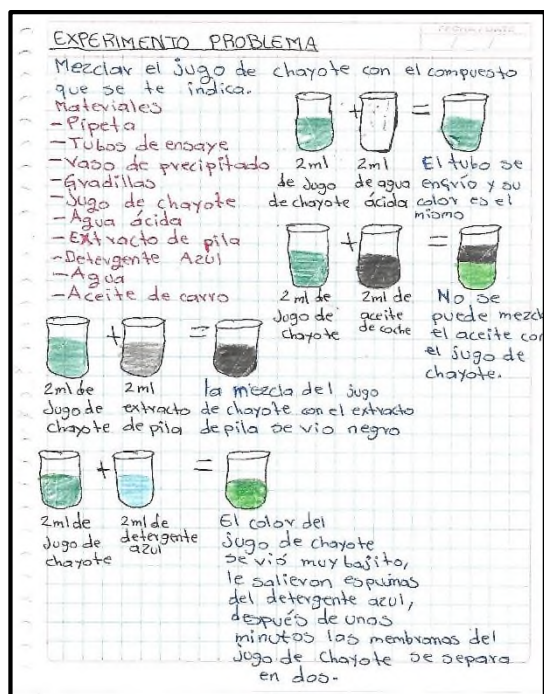 EXPERIMENTO PROBLEMA
Mezclar el jugo de chayote con el compuesto
que se te indica.
Materiales
-Pipeta
-Tubos de ensaye
-Vaso de precipitado
-Gradillas
-Jugo de chayote
-Agua ácida
-Extracto de pila
-Detergente Azul
-Agua
-Aceite de carro
+ =
2ml
de Jugo
de chayote
2ml
de agua
ácida
El tubo se
enfrío y su
color es el
mismo
+ =
2ml de
Jugo de
chayote
2ml de
aceite
de coche
No se
puede mezcl
el aceite con
el jugo de
chayote.
+ =
2ml de
Jugo de
chayote
2ml
extracto
de pila
la mezcla del jugo
de chayote con el extracto
de pila se vio negro
+ =
2ml de
Jugo de
chayote
2ml de
detergente
azul
El color del
jugo de chayote
se vió muy bajito,
le salieron espumas
del detergente azul,
después de unos
minutos las membranas del
jugo de Chayote se separa
en dos.